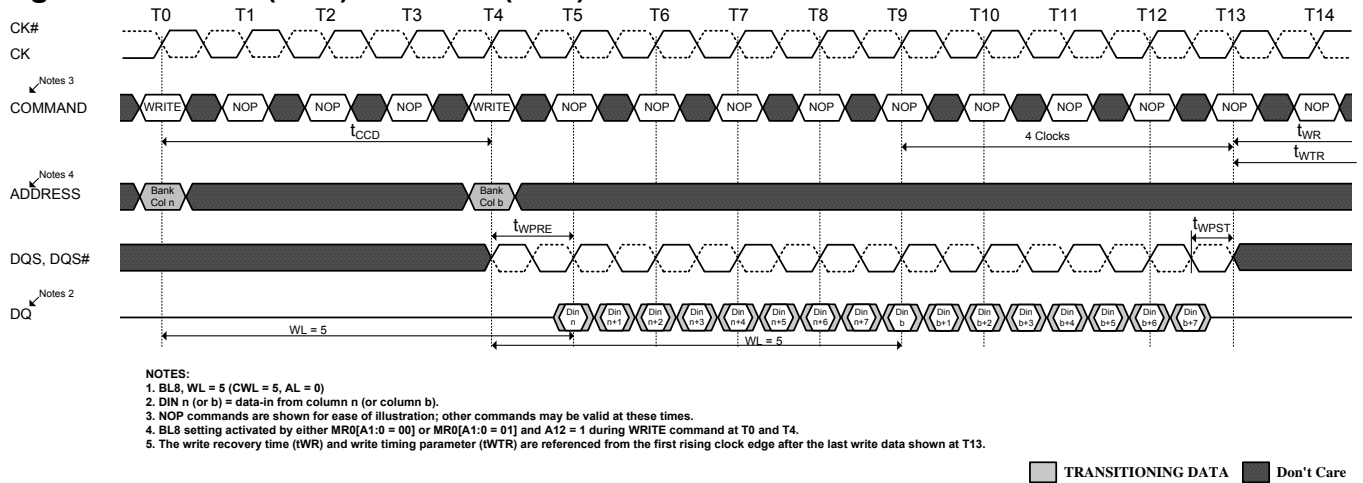 T0 T1 T2 T3 T4 T5 T6 T7 T8 T9 T10 T11 T12 T13 T14
CK#
CK
Notes 3
COMMAND
WRITE NOP NOP NOP WRITE NOP NOP NOP NOP NOP NOP NOP NOP NOP NOP
tCCD
4 Clocks
tWR
tWTR
Notes 4
ADDRESS
Bank Bank
Col n Col b
tWPRE
tWPST
DQS, DQS#
Notes 2
DQ
Din Din Din Din Din Din Din Din Din Din Din Din Din Din Din Din
n n+1 n+2 n+3 n+4 n+5 n+6 n+7 b b+1 b+2 b+3 b+4 b+5 b+6 b+7
WL = 5
WL = 5
NOTES:
1. BL8, WL = 5 (CWL = 5, AL = 0)
2. DIN n (or b) = data-in from column n (or column b).
3. NOP commands are shown for ease of illustration; other commands may be valid at these times.
4. BL8 setting activated by either MR0[A1:0 = 00] or MR0[A1:0 = 01] and A12 = 1 during WRITE command at T0 and T4.
5. The write recovery time (tWR) and write timing parameter (tWTR) are referenced from the first rising clock edge after the last write data shown at T13.
TRANSITIONING DATA Don't Care